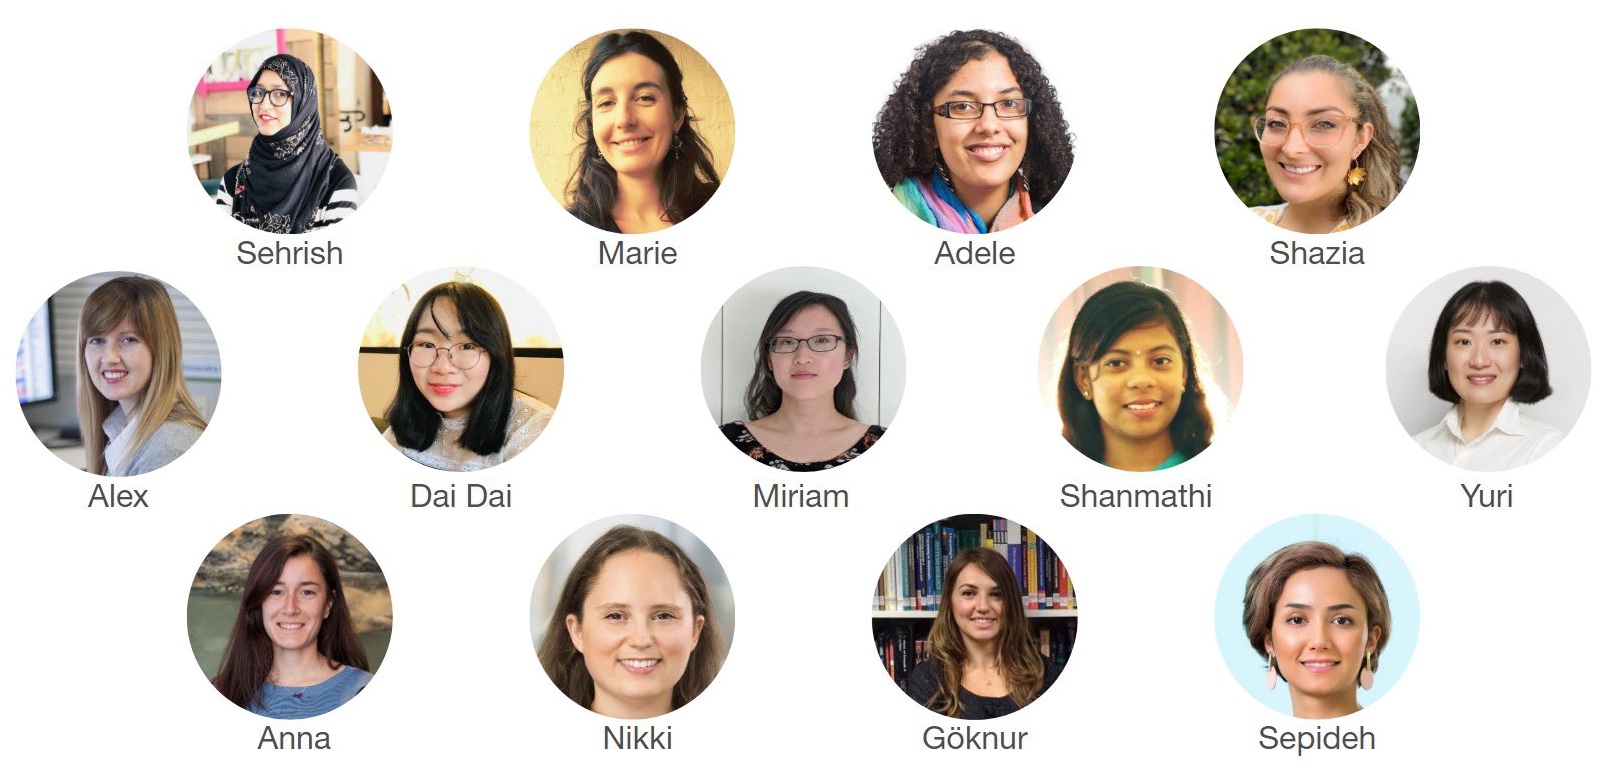 Sehrish Marie Adele Shazia
Alex Dai Dai Miriam Shanmathi Yuri
Anna Nikki Göknur Sepideh